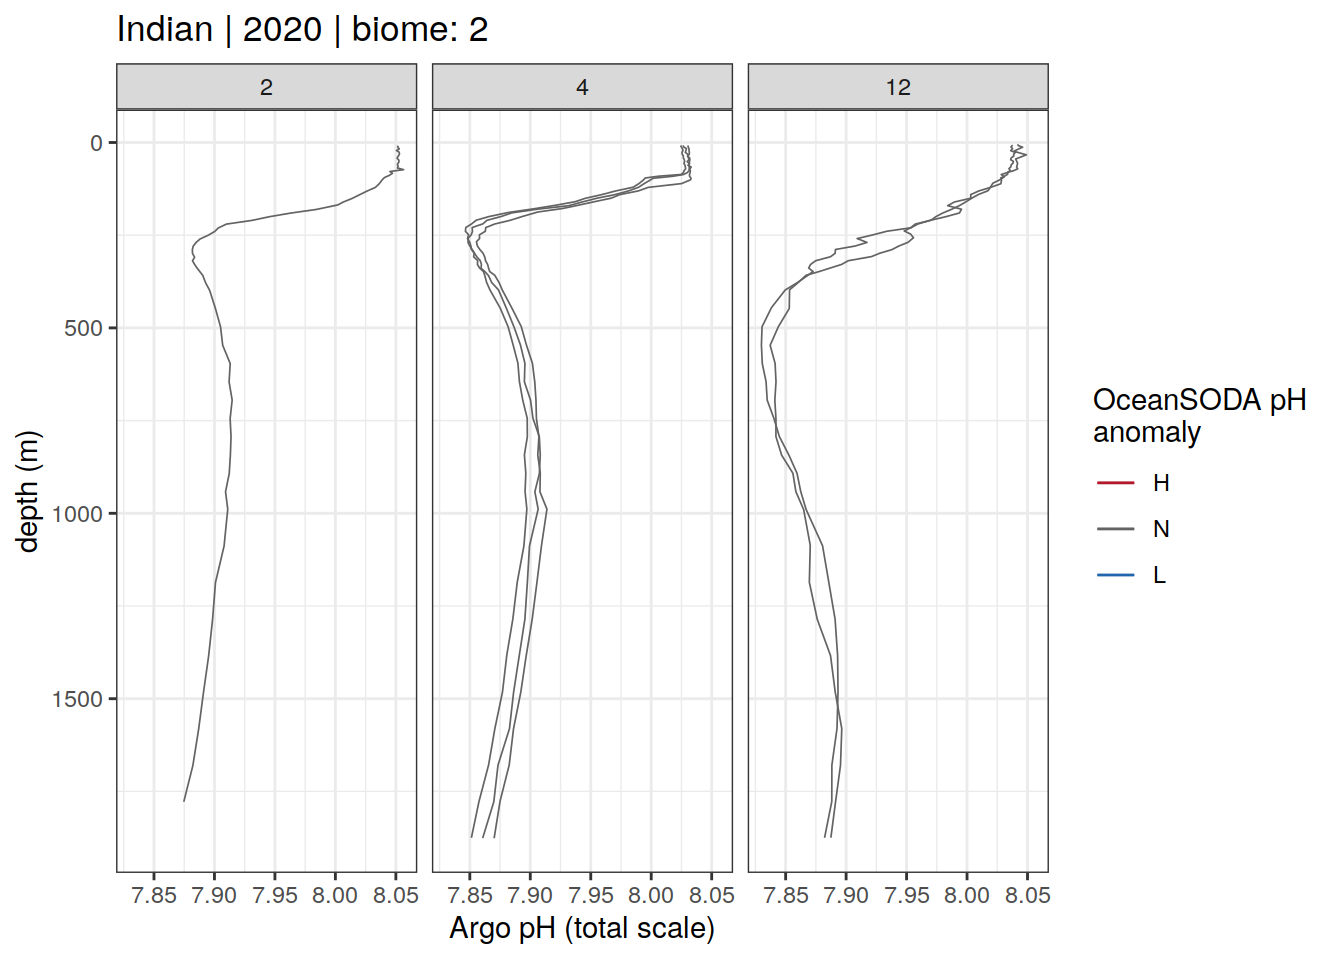 Indian | 2020 | biome: 2
2 4 12
0
500
1000
1500
depth (m)
7.85 7.90 7.95 8.00 8.05 7.85 7.90 7.95 8.00 8.05 7.85 7.90 7.95 8.00 8.05
Argo pH (total scale)
OceanSODA pH
anomaly
H
N
L